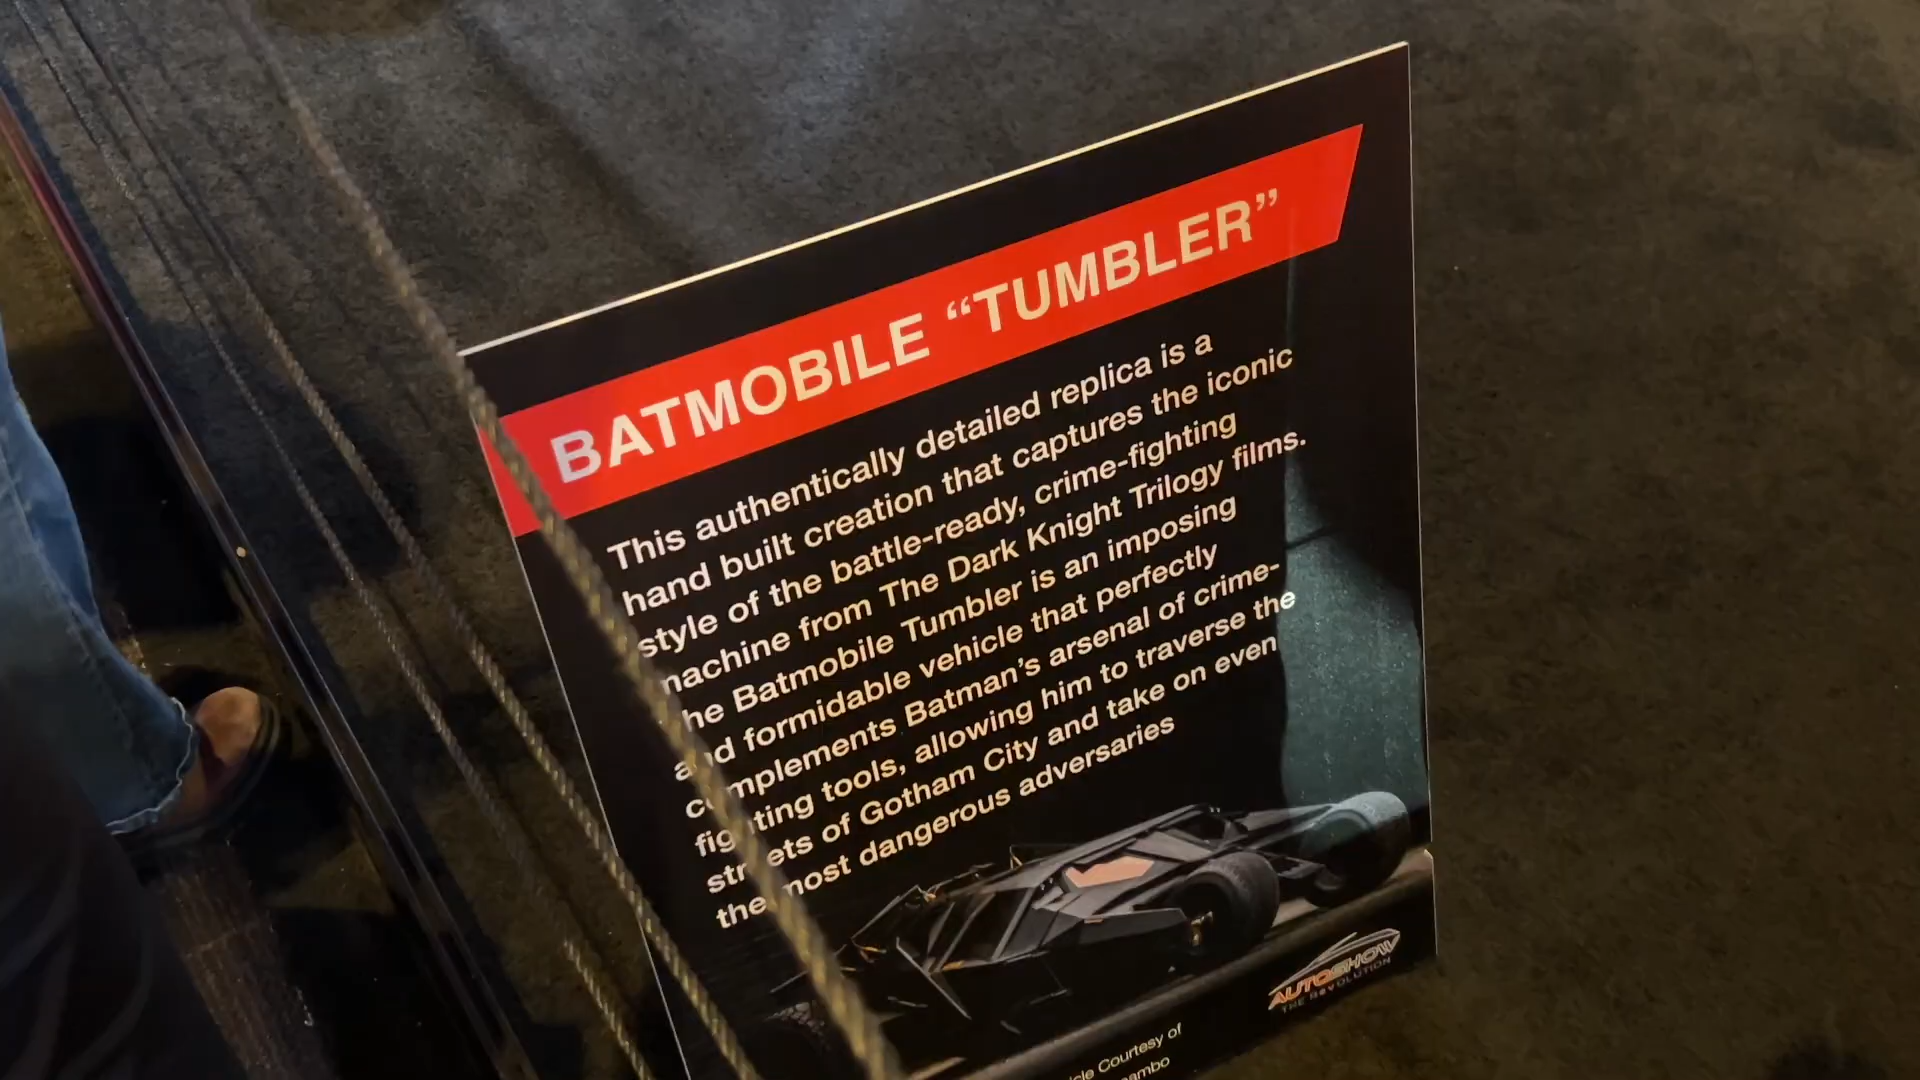 BATMOBILE “TUMBLER”
This authentically detailed replica is a
hand built creation that captures the iconic
style of the battle-ready, crime-fighting
machine from The Dark Knight Trilogy films.
he Batmobile Tumbler is an imposing
and formidable vehicle that perfectly
complements Batman’s arsenal of crime-
fighting tools, allowing him to traverse the
streets of Gotham City and take on even
the most dangerous adversaries
AUTOSHOW
THE REVOLUTION
Courtesy of